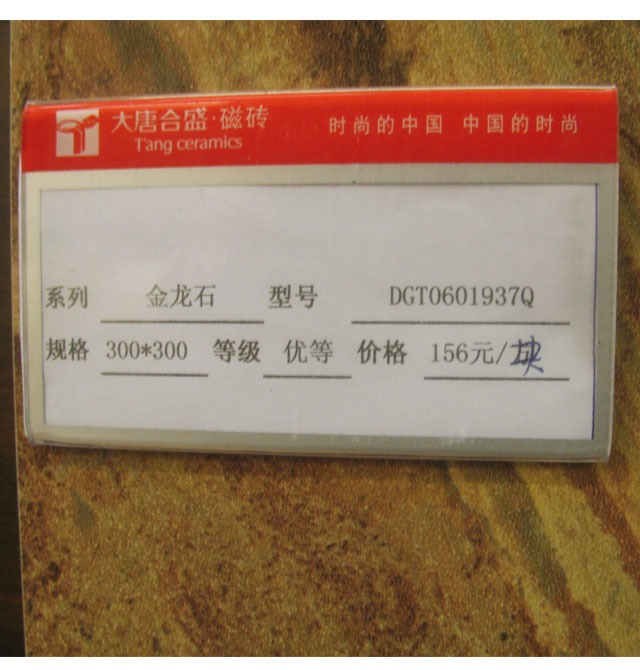 大唐合盛·磁砖 时尚的中国 中国的时尚
T'ang ceramics
系列 金龙石 型号 DGT0601937Q
规格 300*300 等级 优等 价格 156元/块